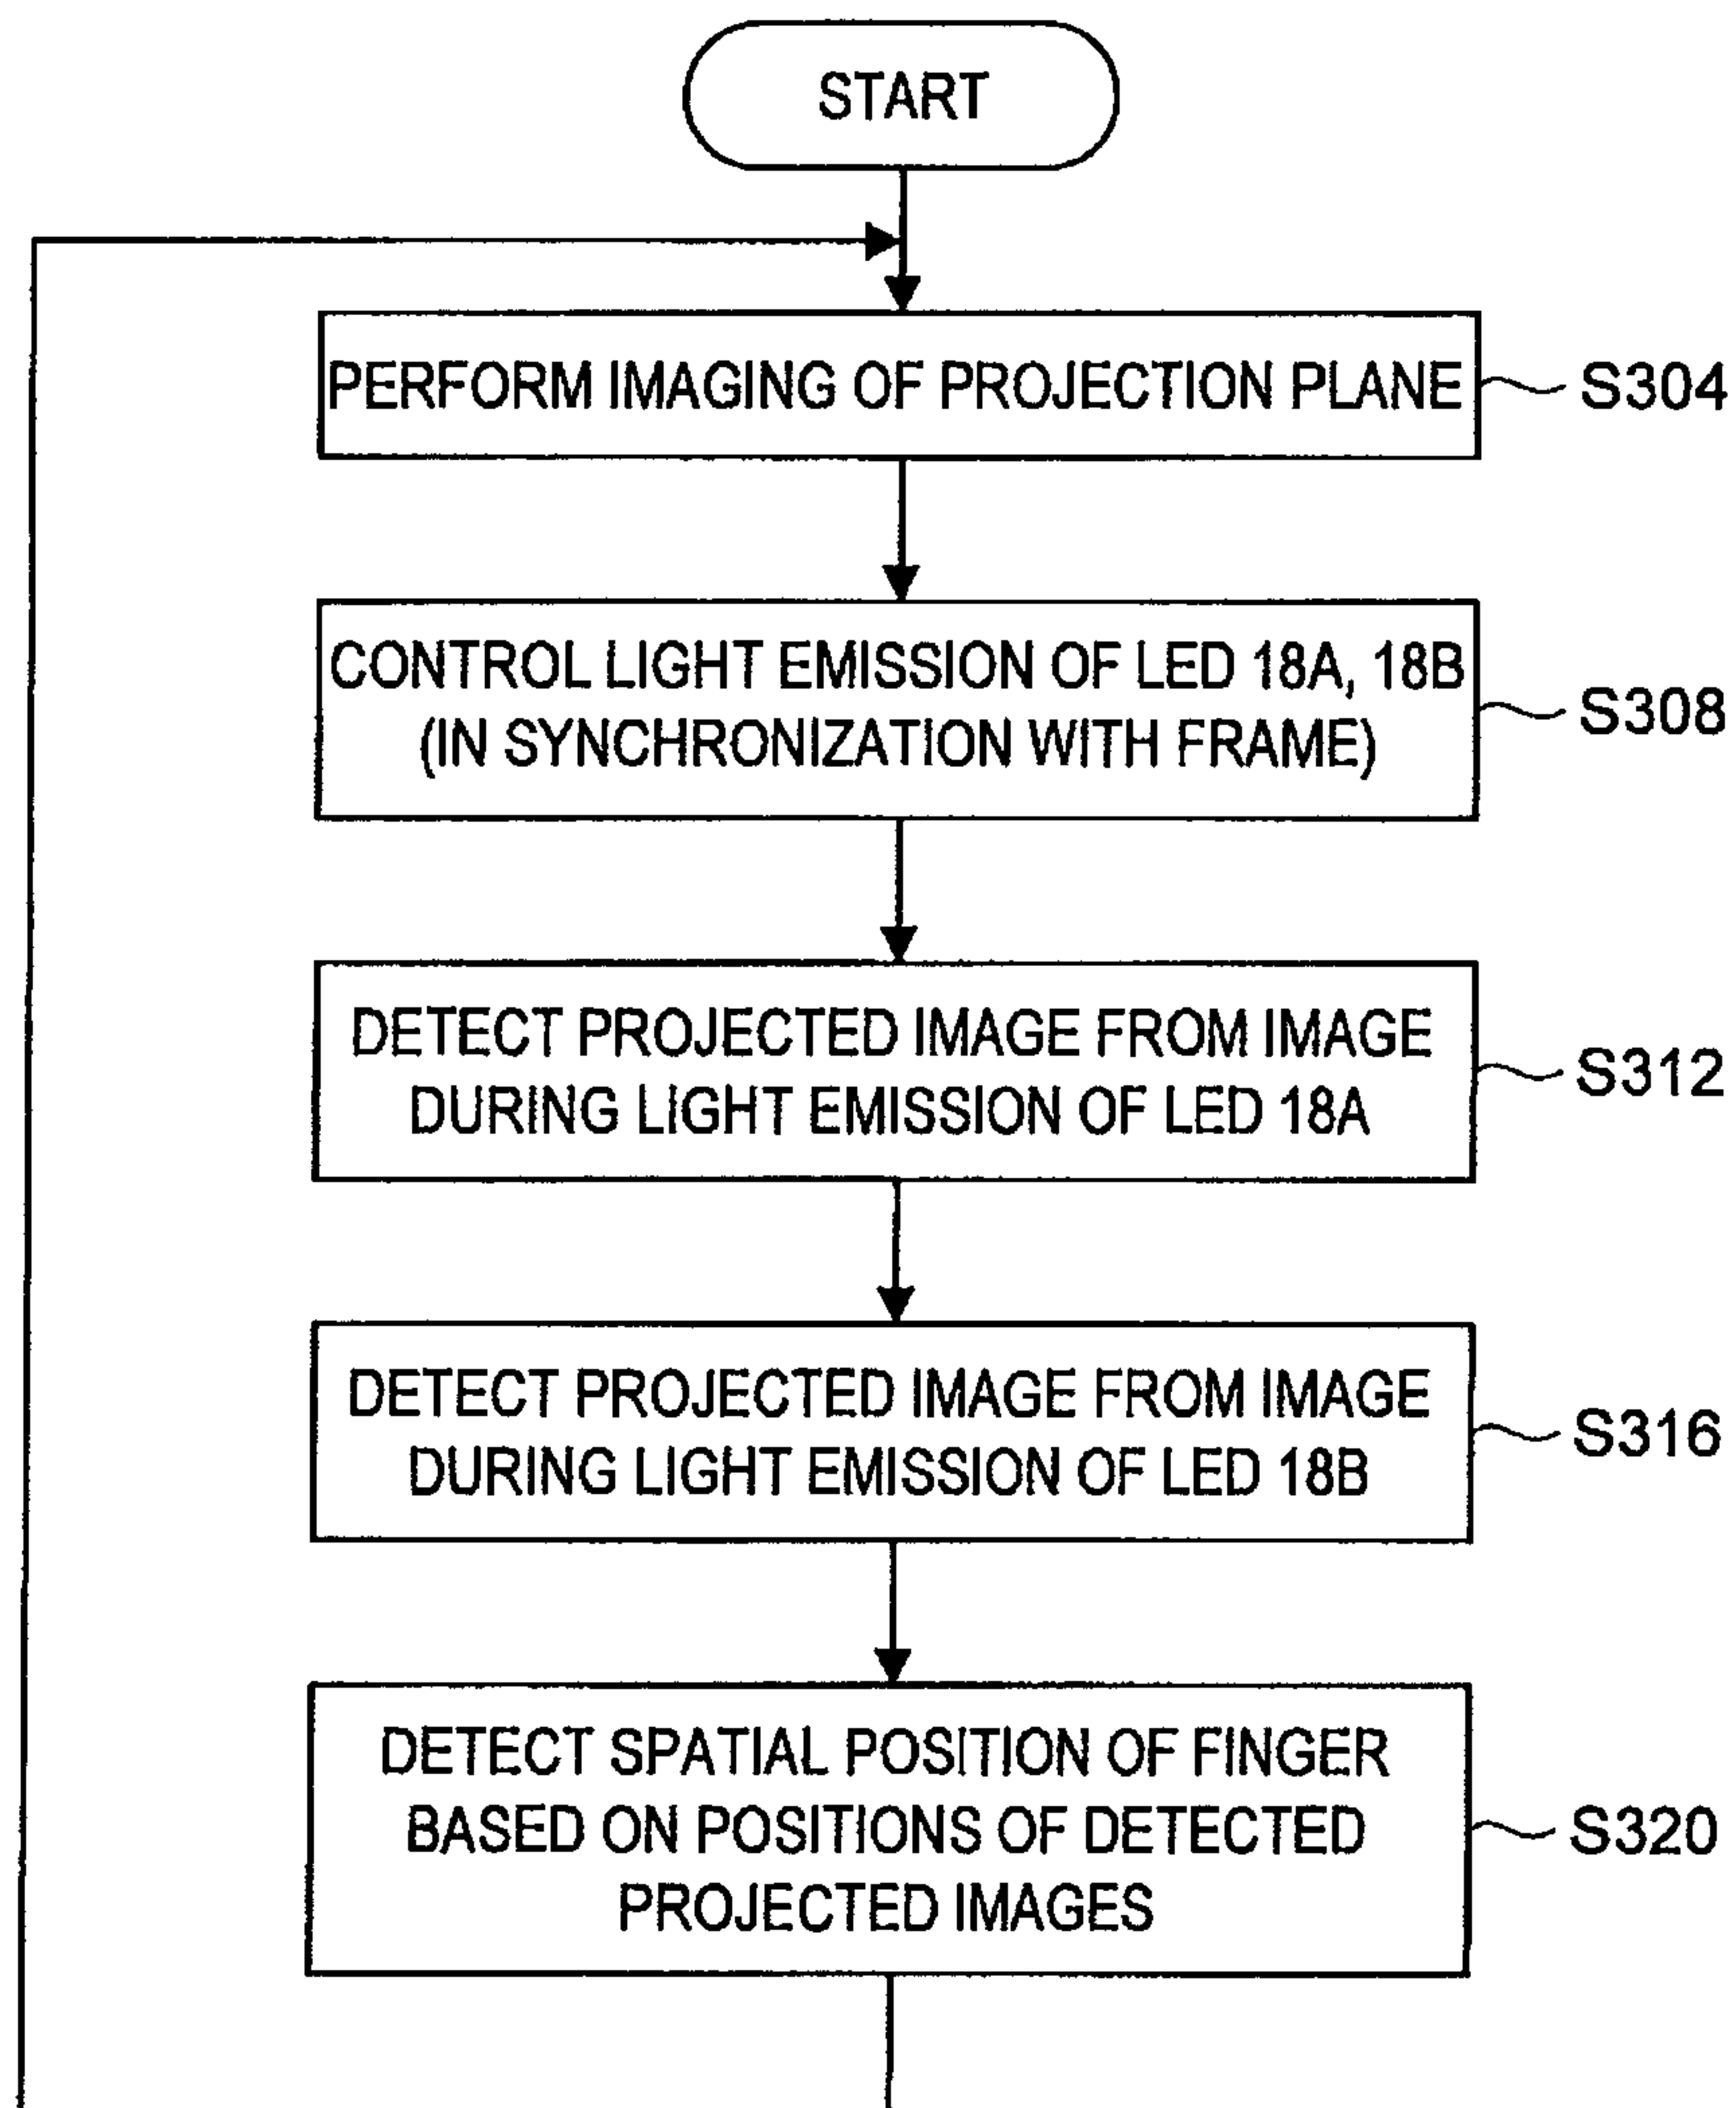 START
PERFORM IMAGING OF PROJECTION PLANE
S304
CONTROL LIGHT EMISSION OF LED 18A, 18B
(IN SYNCHRONIZATION WITH FRAME)
S308
DETECT PROJECTED IMAGE FROM IMAGE
DURING LIGHT EMISSION OF LED 18A
S312
DETECT PROJECTED IMAGE FROM IMAGE
DURING LIGHT EMISSION OF LED 18B
S316
DETECT SPATIAL POSITION OF FINGER
BASED ON POSITIONS OF DETECTED
PROJECTED IMAGES
S320